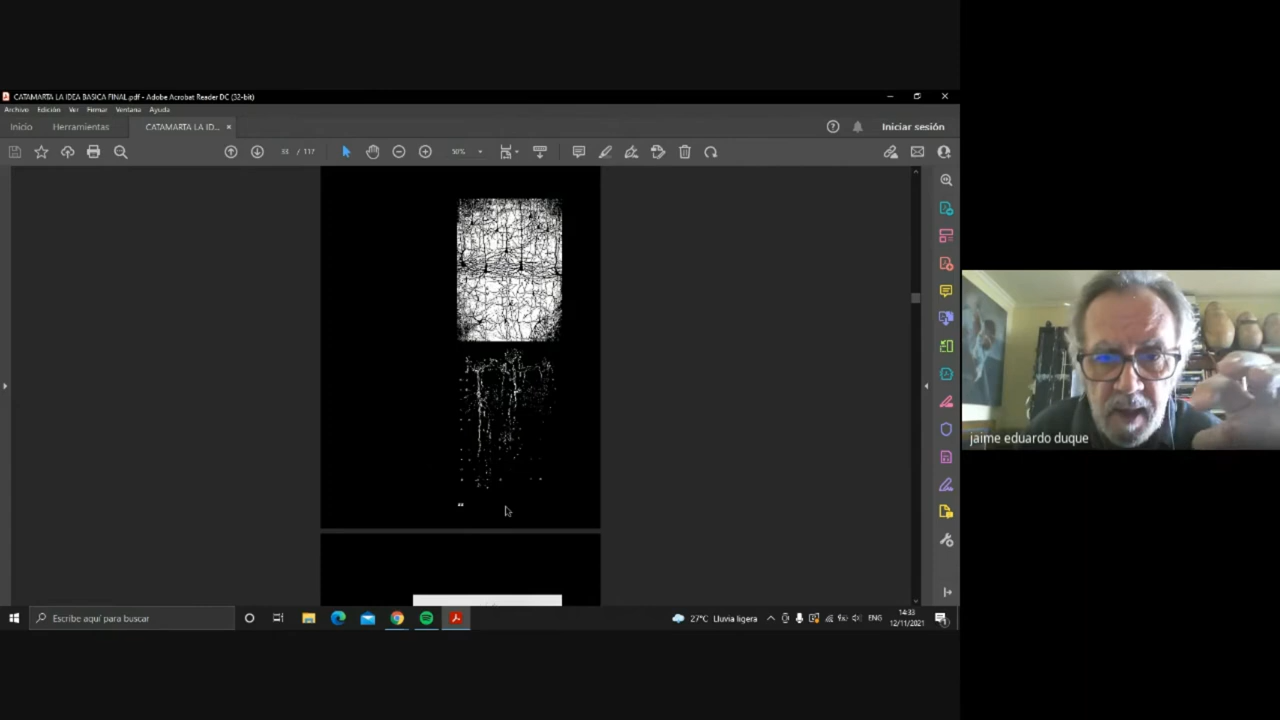 CATAMARTA LA IDEA BASICA FINAL.pdf - Adobe Acrobat Reader DC (32-bit)
Archivo Edición Ver Firmar Ventana Ayuda
Inicio Herramientas CATAMARTA LA ID... × Iniciar sesión
33 / 117 50%
jaime eduardo duque
Escribe aquí para buscar
27°C Lluvia ligera ENG 14:33
12/11/2021